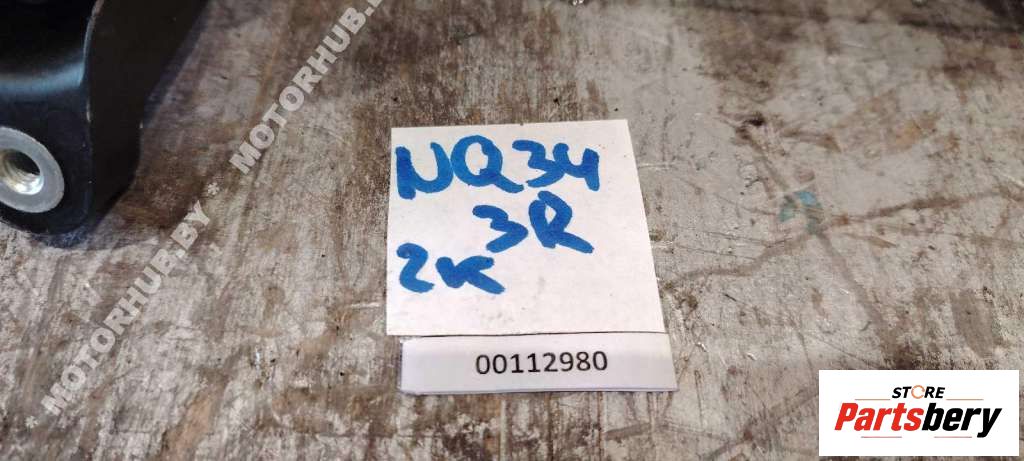 * MOTORHUB.BY * MOTORHUB.BY
NQ34
3R
2K
00112980
STORE
Partsbery